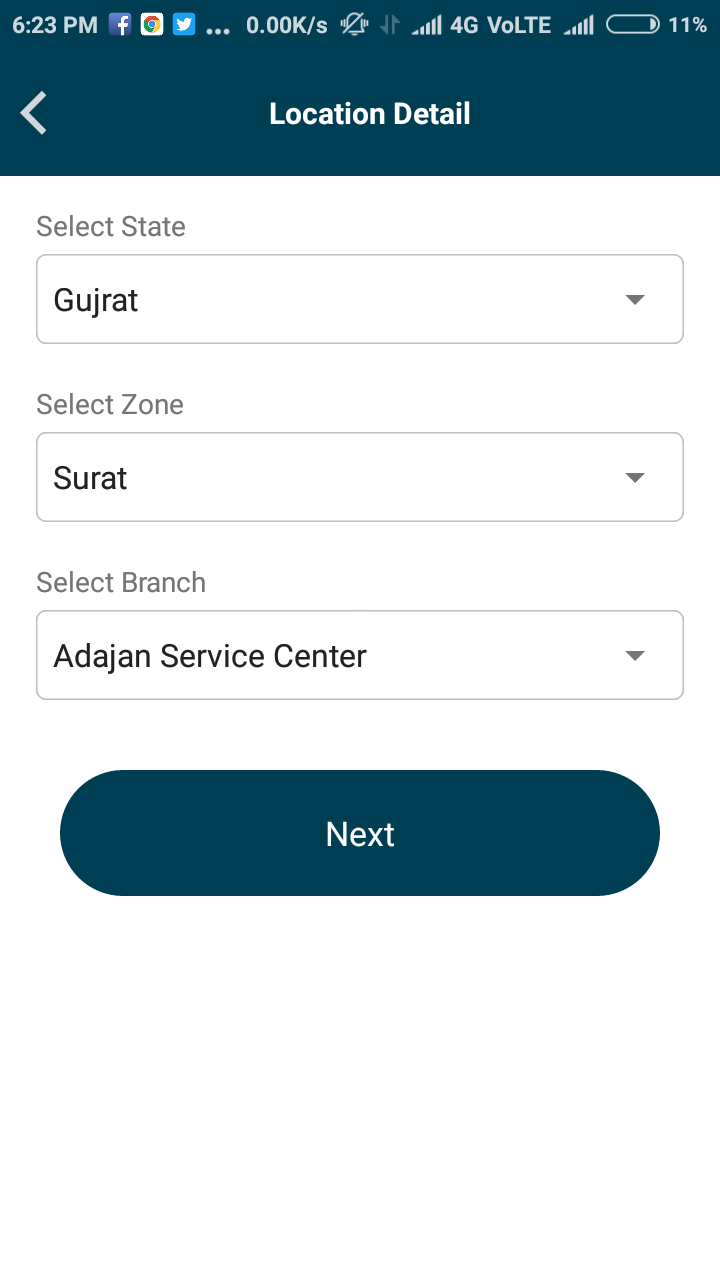 6:23 PM ... 0.00K/s 4G VoLTE 11%
Location Detail
Select State
Gujrat
Select Zone
Surat
Select Branch
Adajan Service Center
Next